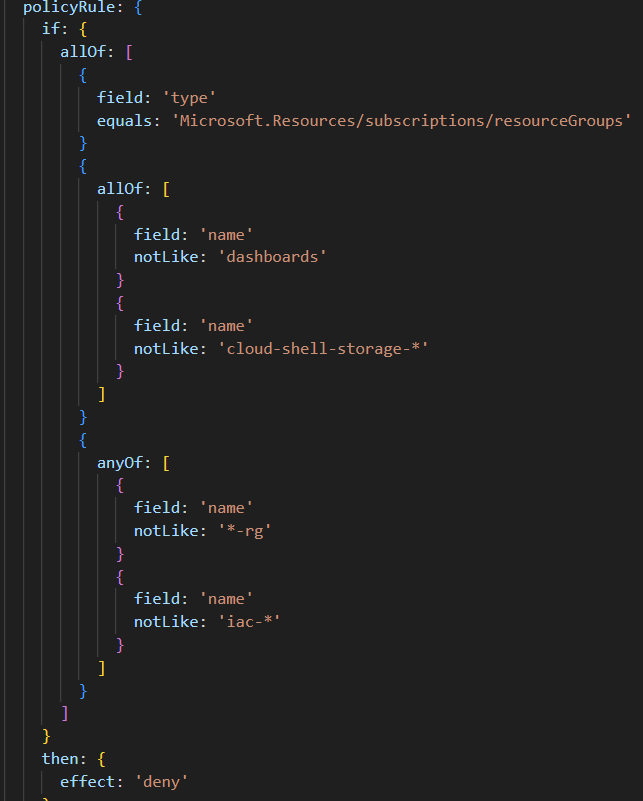 policyRule: {
if: {
allOf: [
{
field: 'type'
equals: 'Microsoft.Resources/subscriptions/resourceGroups'
}
{
allOf: [
{
field: 'name'
notLike: 'dashboards'
}
{
field: 'name'
notLike: 'cloud-shell-storage-*'
}
]
}
{
anyOf: [
{
field: 'name'
notLike: '*-rg'
}
{
field: 'name'
notLike: 'iac-*'
}
]
}
]
}
then: {
effect: 'deny'
}